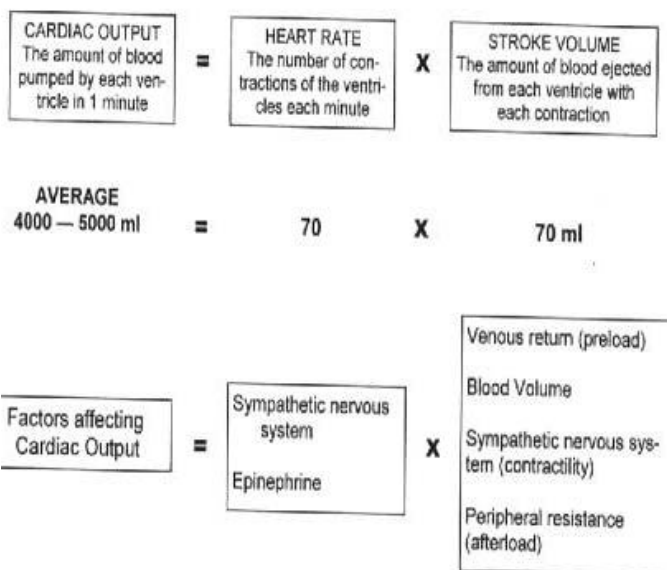 CARDIAC OUTPUT
The amount of blood
pumped by each ven-
tricle in 1 minute
=
HEART RATE
The number of con-
tractions of the ventri-
cles each minute
X
STROKE VOLUME
The amount of blood ejected
from each ventricle with
each contraction
AVERAGE
4000 — 5000 ml
=
70
X
70 ml
Factors affecting
Cardiac Output
=
Sympathetic nervous
system
Epinephrine
X
Venous return (preload)
Blood Volume
Sympathetic nervous sys-
tem (contractility)
Peripheral resistance
(afterload)